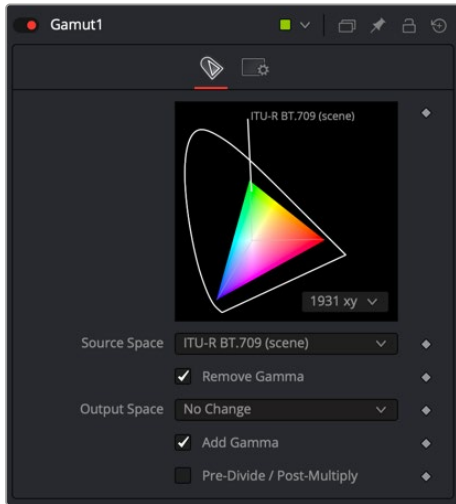 Gamut1
ITU-R BT.709 (scene)
1931 xy
Source Space ITU-R BT.709 (scene)
Remove Gamma
Output Space No Change
Add Gamma
Pre-Divide / Post-Multiply